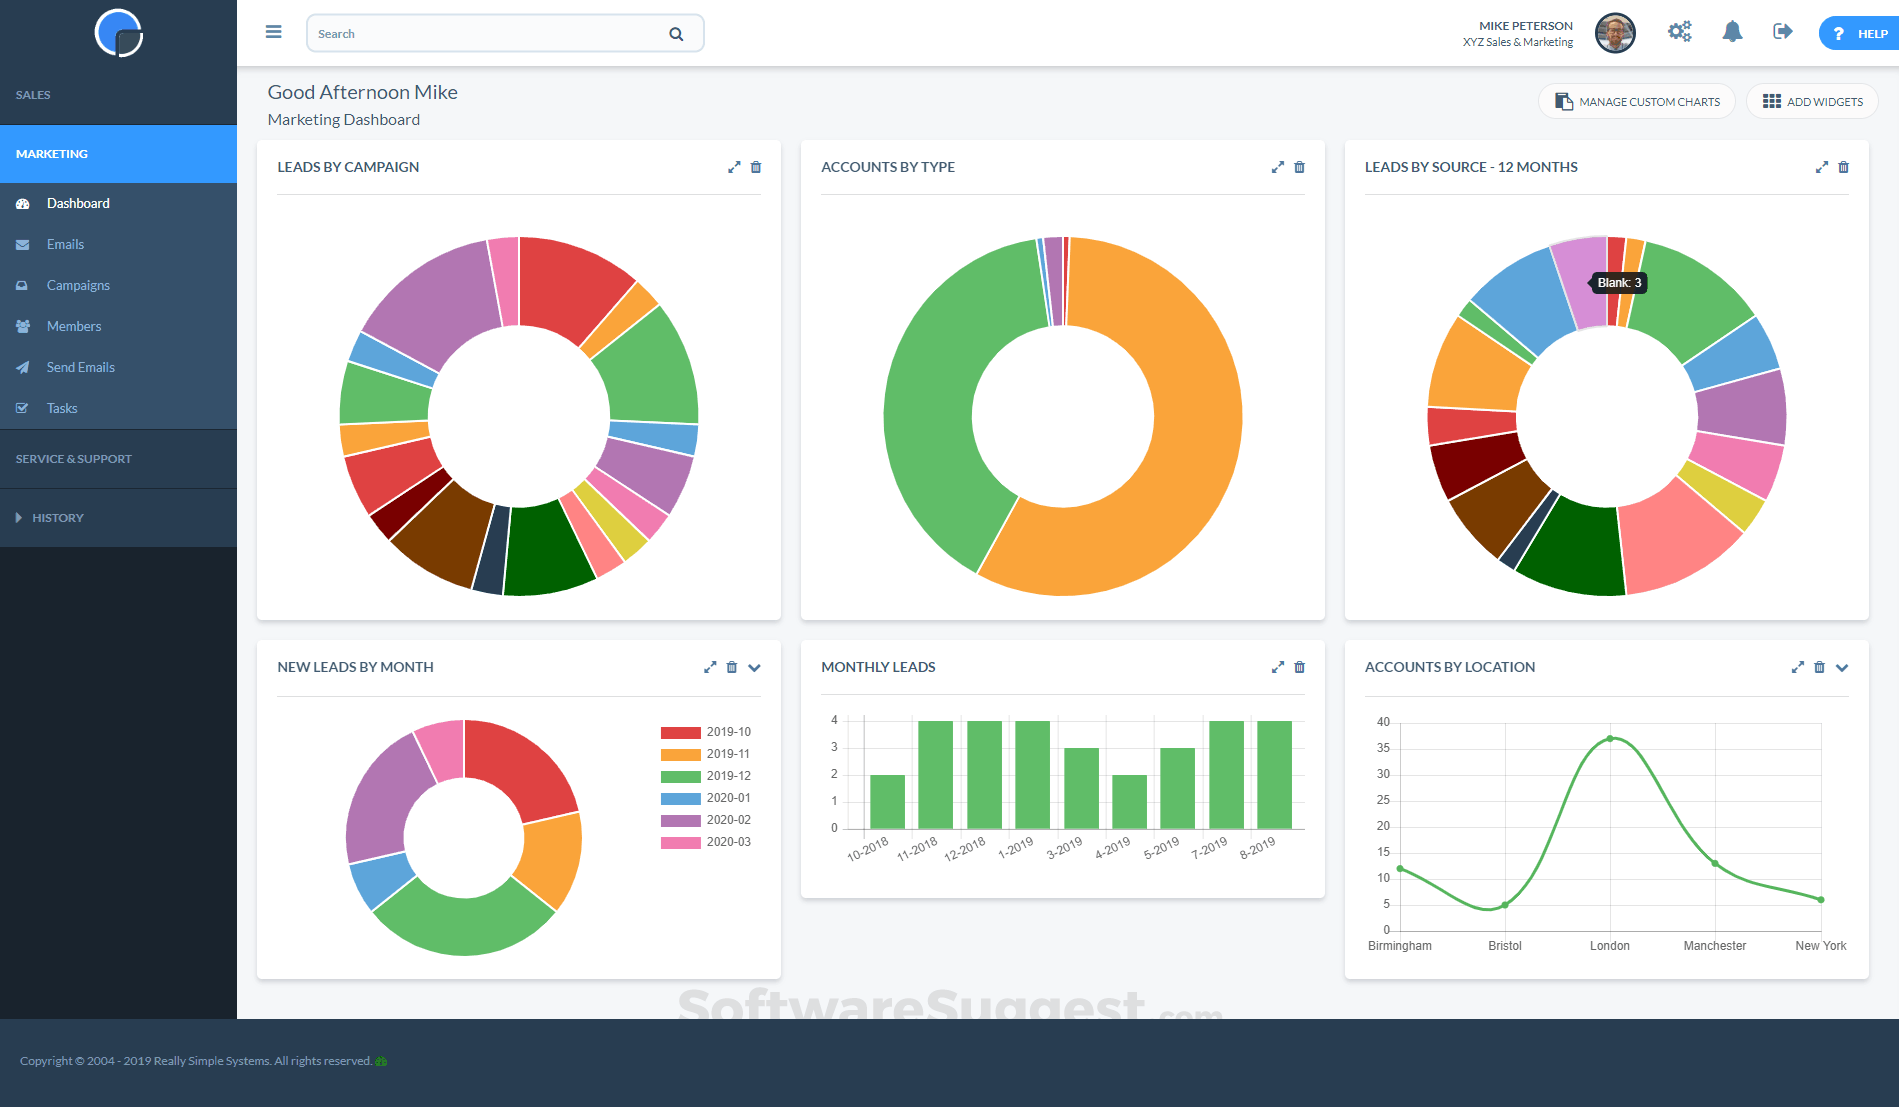 SALES
MARKETING
Dashboard
Emails
Campaigns
Members
Send Emails
Tasks
SERVICE & SUPPORT
HISTORY
Search
MIKE PETERSON
XYZ Sales & Marketing
? HELP
Good Afternoon Mike
Marketing Dashboard
MANAGE CUSTOM CHARTS
ADD WIDGETS
LEADS BY CAMPAIGN
ACCOUNTS BY TYPE
LEADS BY SOURCE - 12 MONTHS
Blank: 3
NEW LEADS BY MONTH
2019-10
2019-11
2019-12
2020-01
2020-02
2020-03
MONTHLY LEADS
4
3
2
1
0
10-2018
11-2018
12-2018
1-2019
3-2019
4-2019
5-2019
7-2019
8-2019
ACCOUNTS BY LOCATION
40
35
30
25
20
15
10
5
0
Birmingham
Bristol
London
Manchester
New York
SoftwareSuggest.com
Copyright © 2004 - 2019 Really Simple Systems. All rights reserved.